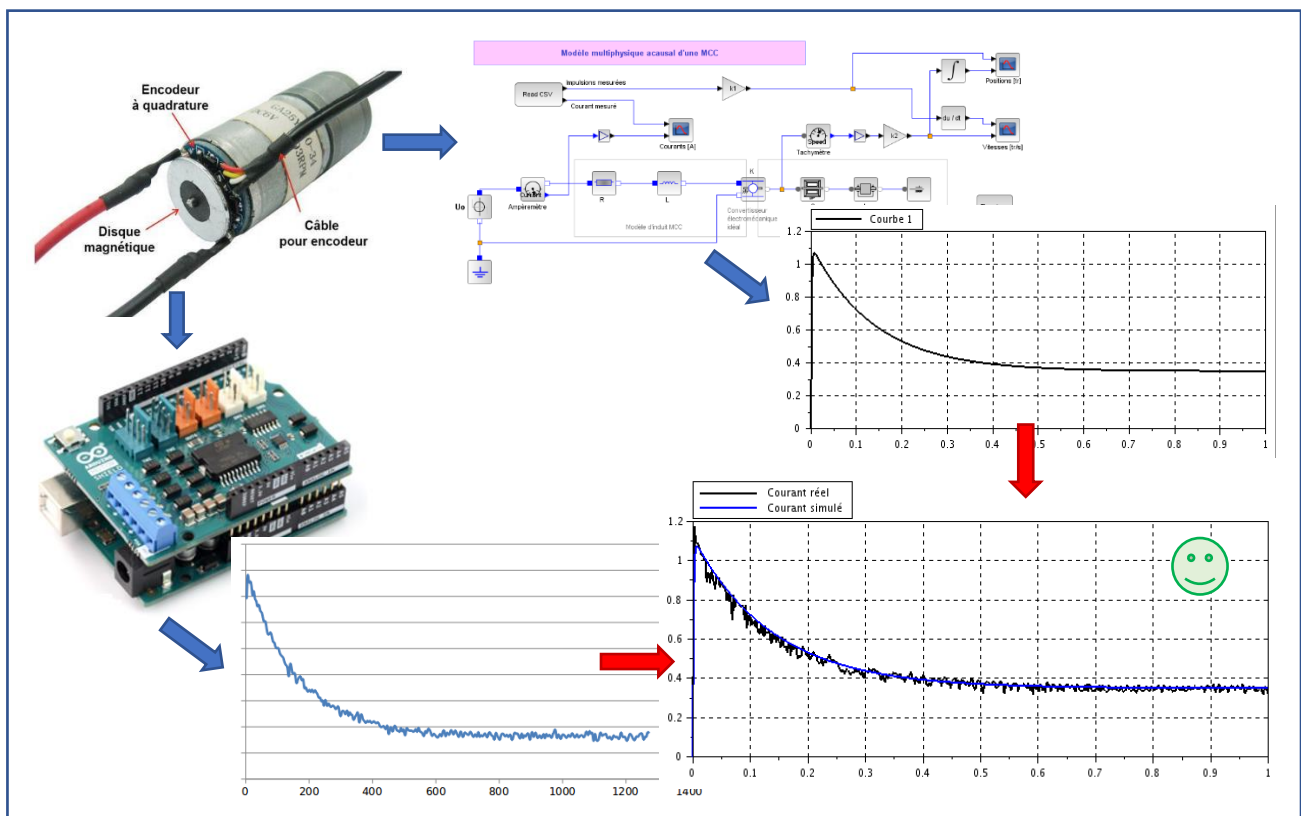 Modèle multiphysique acausal d'une MCC
Encodeur
à quadrature
Disque
magnétique
Câble
pour encodeur
Read CSV
Impulsions mesurées
Courant mesuré
k1
Courants [A]
Positions [tr]
du / dt
Vitesses [tr/s]
Speed
Tachymètre
k2
Uo
Ampèremètre
R
L
K
Convertisseur
électromécanique
idéal
Modèle d'induit MCC
Courbe 1
1.2
1
0.8
0.6
0.4
0.2
0
0 0.1 0.2 0.3 0.4 0.5 0.6 0.7 0.8 0.9 1
ARDUINO
SHIELD
0 200 400 600 800 1000 1200 1400
Courant réel
Courant simulé
1.2
1
0.8
0.6
0.4
0.2
0
0 0.1 0.2 0.3 0.4 0.5 0.6 0.7 0.8 0.9 1